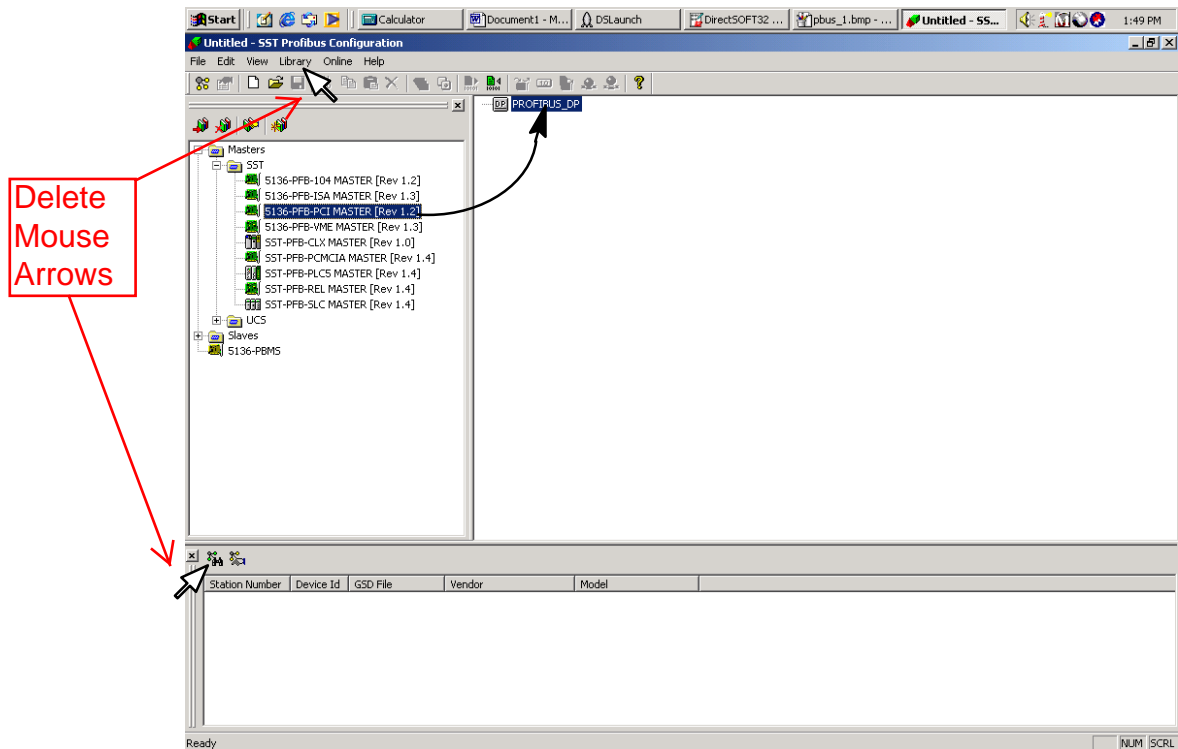 Start
Calculator
Document1 - M...
DSLaunch
DirectSOFT32 ...
pbus_1.bmp - ...
Untitled - SS...
1:49 PM
Untitled - SST Profibus Configuration
File Edit View Library Online Help
DP PROFIBUS_DP
Masters
SST
5136-PFB-104 MASTER [Rev 1.2]
5136-PFB-ISA MASTER [Rev 1.3]
5136-PFB-PCI MASTER [Rev 1.2]
5136-PFB-VME MASTER [Rev 1.3]
SST-PFB-CLX MASTER [Rev 1.0]
SST-PFB-PCMCIA MASTER [Rev 1.4]
SST-PFB-PLC5 MASTER [Rev 1.4]
SST-PFB-REL MASTER [Rev 1.4]
SST-PFB-SLC MASTER [Rev 1.4]
UCS
Slaves
5136-PBMS
Delete
Mouse
Arrows
Station Number Device Id GSD File Vendor Model
Ready
NUM SCRL